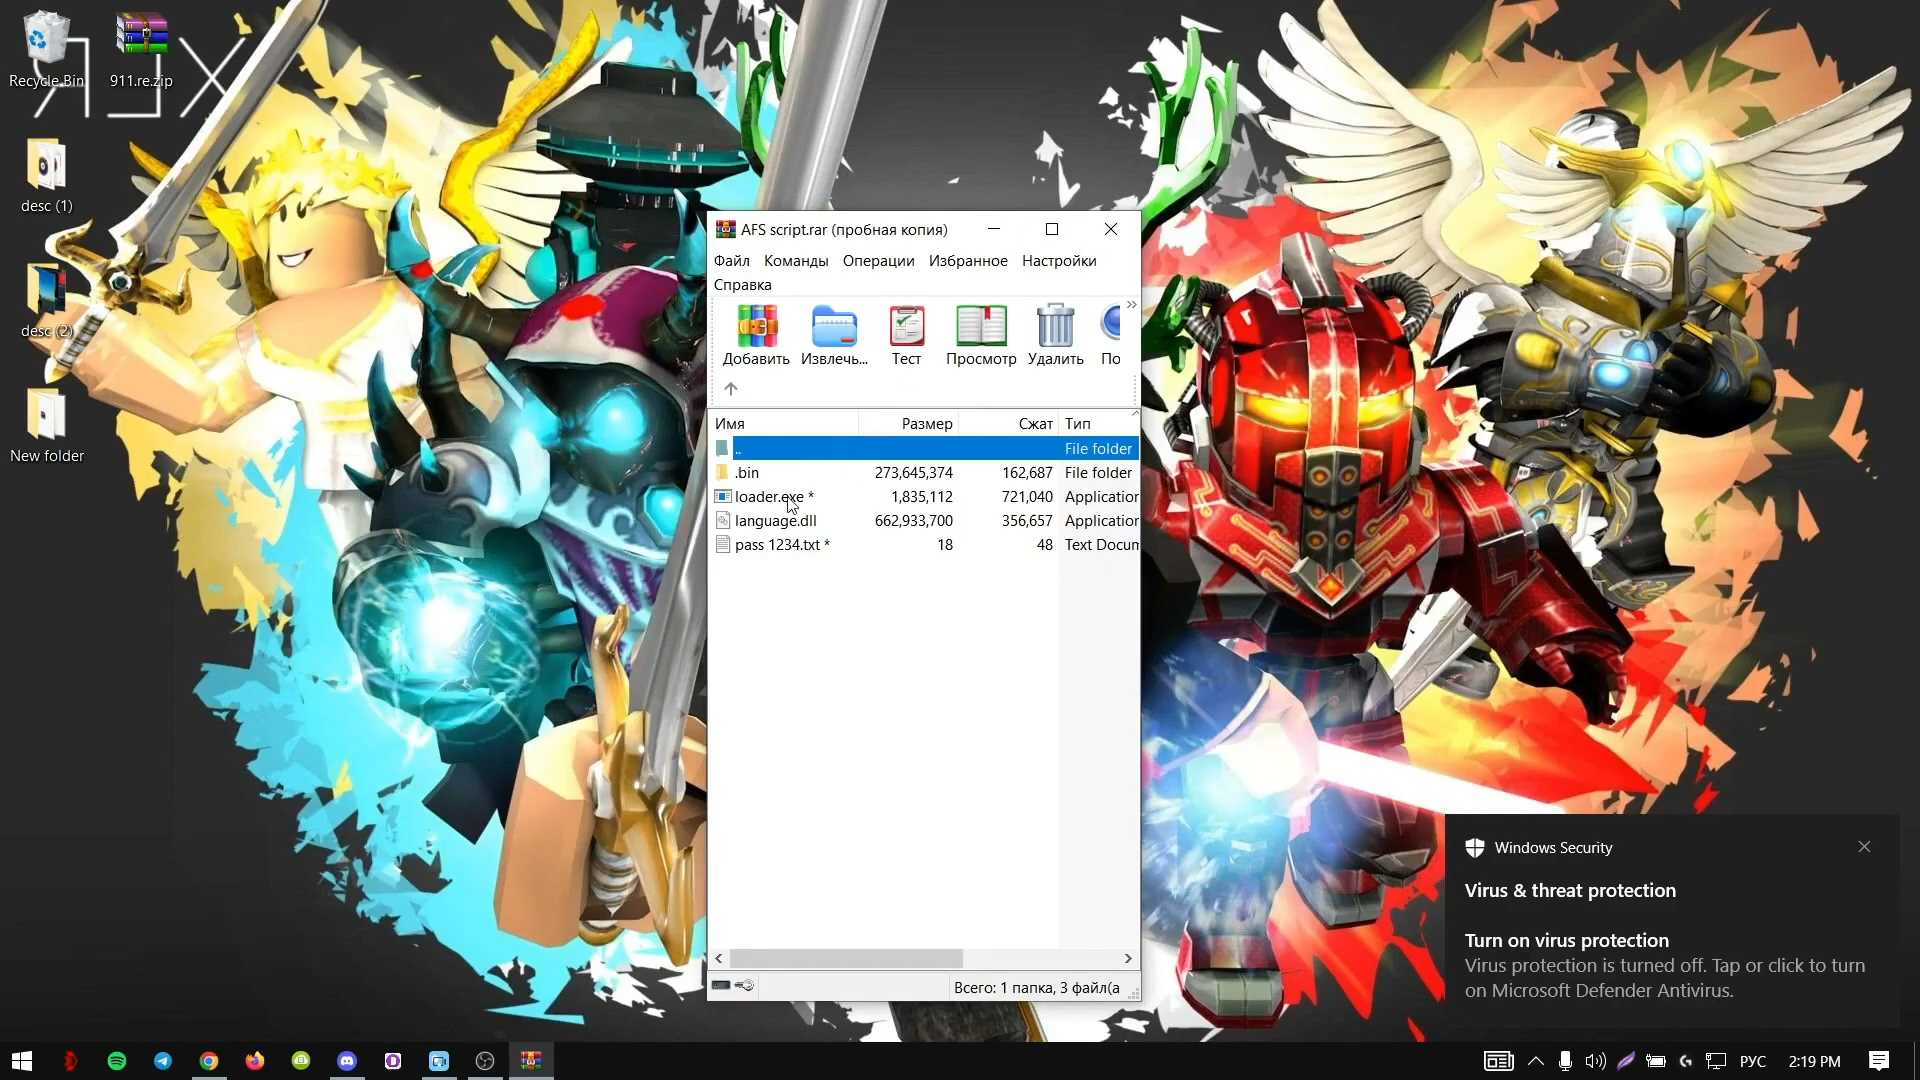 Recycle Bin
911.re.zip
desc (1)
desc (2)
New folder
AFS script.rar (пробная копия)
Файл Команды Операции Избранное Настройки
Справка
Добавить Извлечь... Тест Просмотр Удалить По
Имя Размер Сжат Тип
.. File folder
.bin 273,645,374 162,687 File folder
loader.exe * 1,835,112 721,040 Application
language.dll 662,933,700 356,657 Application
pass 1234.txt * 18 48 Text Docum
Всего: 1 папка, 3 файл(а
Windows Security
Virus & threat protection
Turn on virus protection
Virus protection is turned off. Tap or click to turn
on Microsoft Defender Antivirus.
РУС 2:19 PM